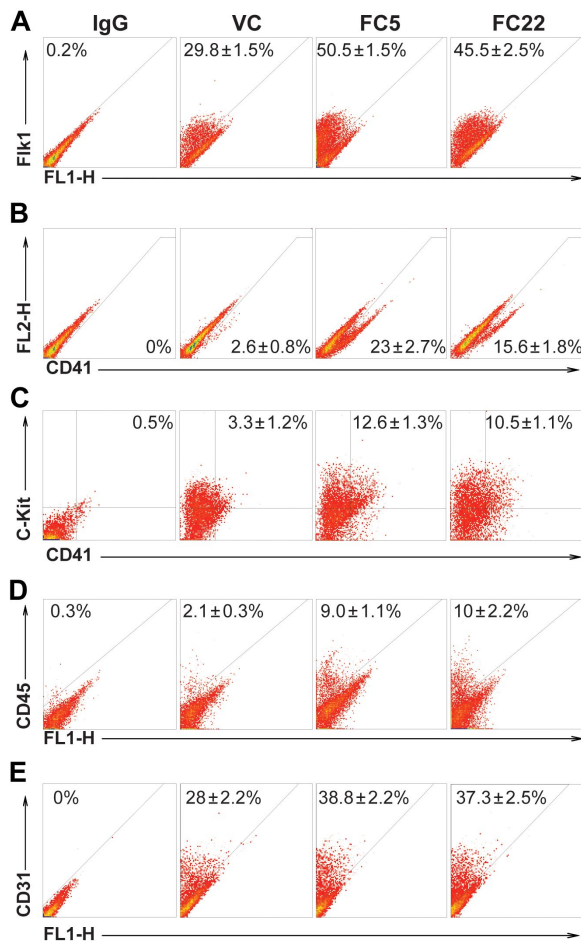 A IgG VC FC5 FC22
0.2% 29.8±1.5% 50.5±1.5% 45.5±2.5%
Flk1
FL1-H
B
FL2-H
0% 2.6±0.8% 23±2.7% 15.6±1.8%
CD41
C
0.5% 3.3±1.2% 12.6±1.3% 10.5±1.1%
C-Kit
CD41
D
0.3% 2.1±0.3% 9.0±1.1% 10±2.2%
CD45
FL1-H
E
0% 28±2.2% 38.8±2.2% 37.3±2.5%
CD31
FL1-H